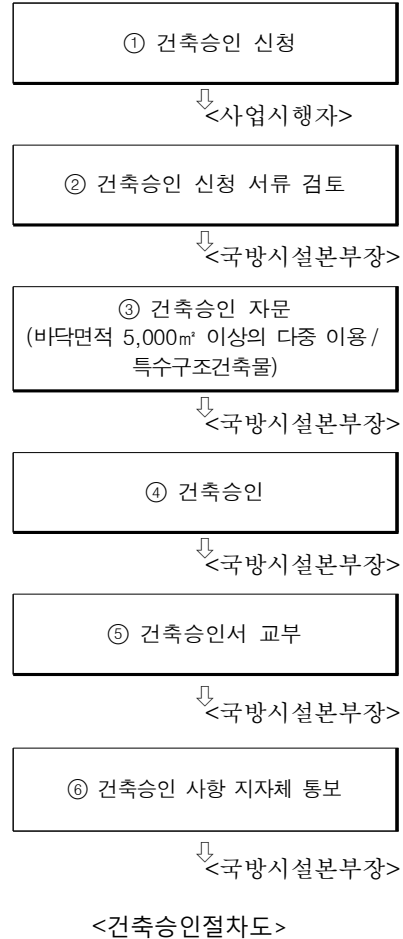 ① 건축승인 신청
<사업시행자>
② 건축승인 신청 서류 검토
<국방시설본부장>
③ 건축승인 자문
(바닥면적 5,000㎡ 이상의 다중 이용 /
특수구조건축물)
<국방시설본부장>
④ 건축승인
<국방시설본부장>
⑤ 건축승인서 교부
<국방시설본부장>
⑥ 건축승인 사항 지자체 통보
<국방시설본부장>
<건축승인절차도>